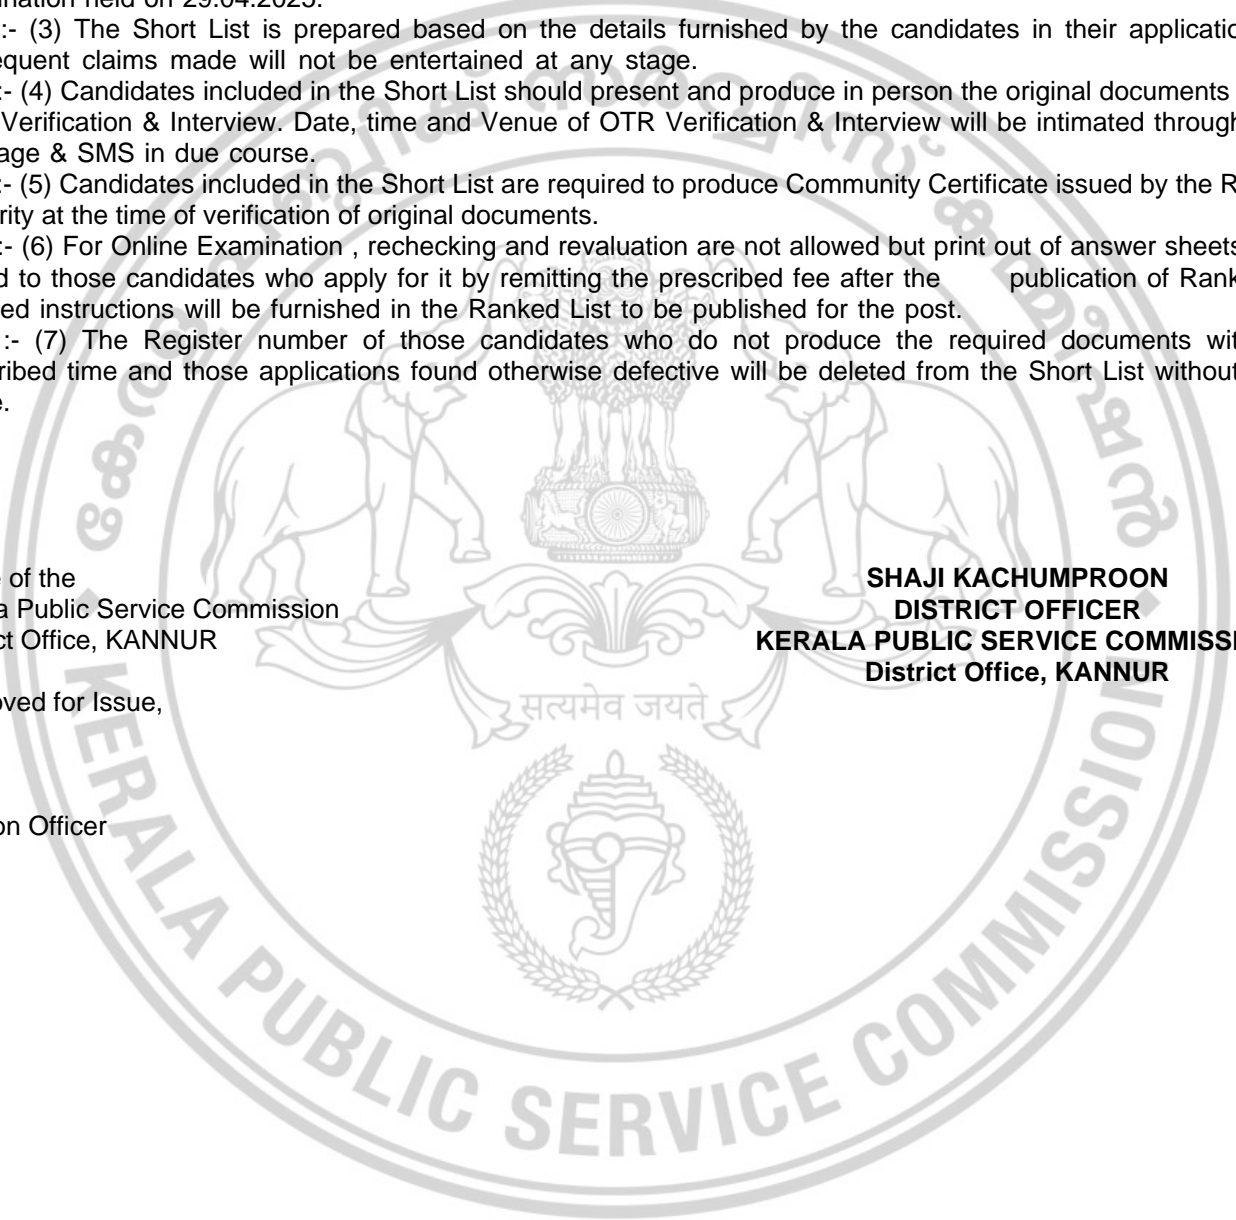 ination held on 29.04.2025.
:- (3) The Short List is prepared based on the details furnished by the candidates in their applicatio
equent claims made will not be entertained at any stage.
:- (4) Candidates included in the Short List should present and produce in person the original documents
Verification & Interview. Date, time and Venue of OTR Verification & Interview will be intimated through
age & SMS in due course.
:- (5) Candidates included in the Short List are required to produce Community Certificate issued by the R
rity at the time of verification of original documents.
:- (6) For Online Examination , rechecking and revaluation are not allowed but print out of answer sheets
d to those candidates who apply for it by remitting the prescribed fee after the publication of Rank
ed instructions will be furnished in the Ranked List to be published for the post.
:- (7) The Register number of those candidates who do not produce the required documents wit
ribed time and those applications found otherwise defective will be deleted from the Short List without
e.
e of the
a Public Service Commission
ct Office, KANNUR
SHAJI KACHUMPROON
DISTRICT OFFICER
KERALA PUBLIC SERVICE COMMISSI
District Office, KANNUR
oved for Issue,
on Officer
കേരള പബ്ലിക് സർവ്വീസ് കമ്മീഷൻ
सत्यमेव जयते
KERALA PUBLIC SERVICE COMMISSION